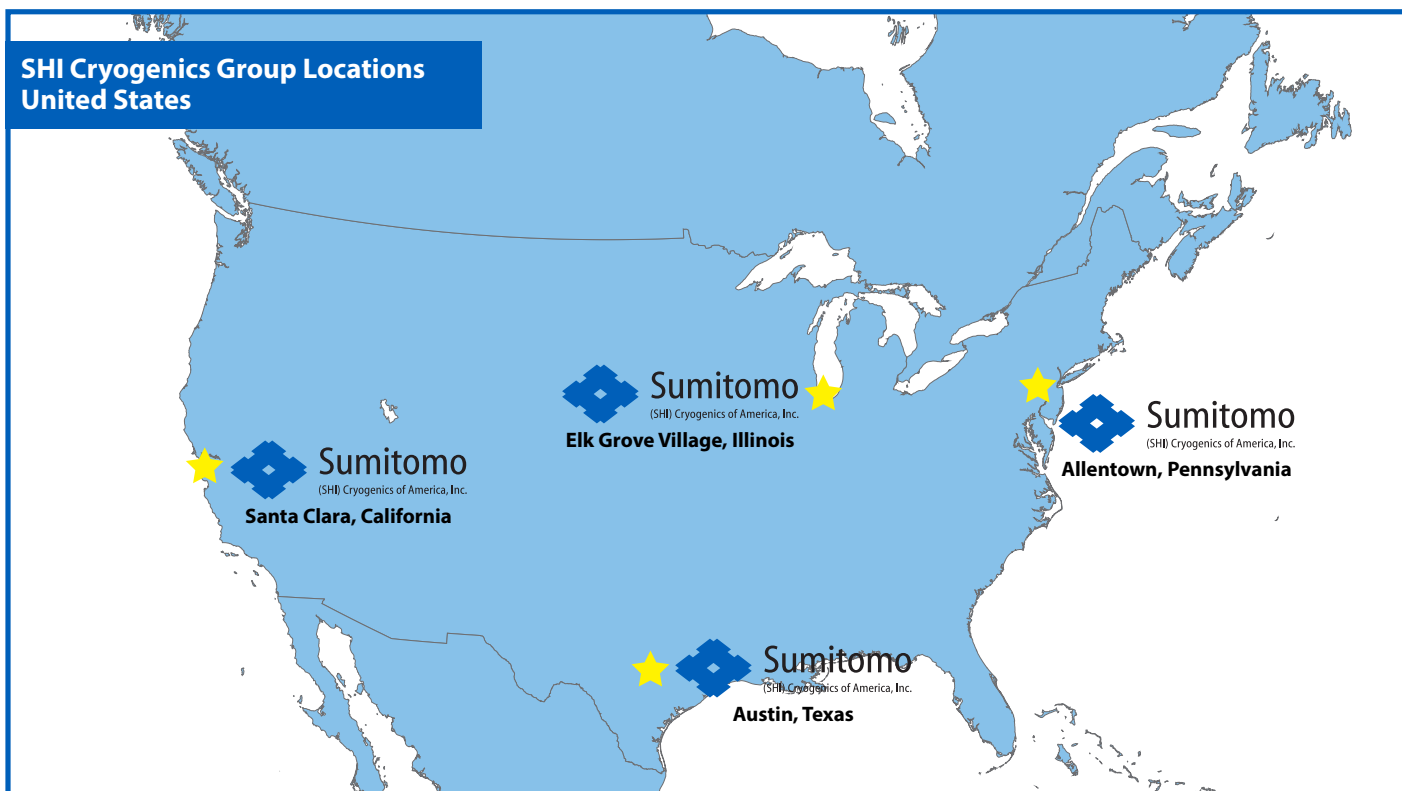 SHI Cryogenics Group Locations
United States
Sumitomo
(SHI) Cryogenics of America, Inc.
Elk Grove Village, Illinois
Sumitomo
(SHI) Cryogenics of America, Inc.
Allentown, Pennsylvania
Sumitomo
(SHI) Cryogenics of America, Inc.
Santa Clara, California
Sumitomo
(SHI) Cryogenics of America, Inc.
Austin, Texas